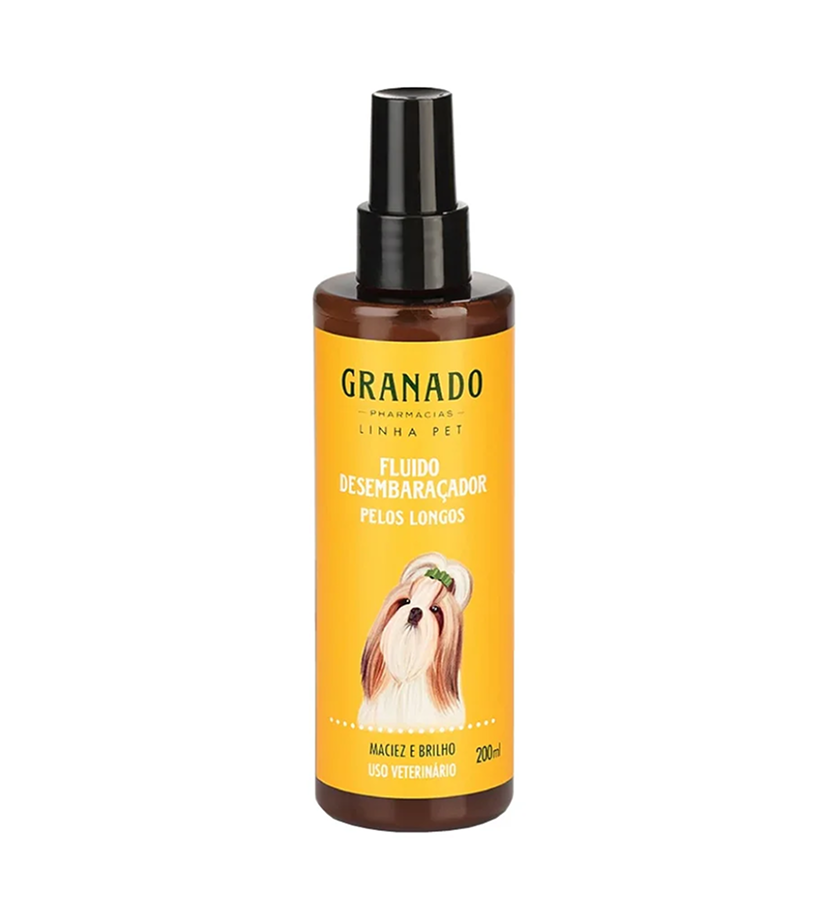 GRANADO
PHARMACIAS
LINHA PET
FLUIDO
DESEMBARAÇADOR
PELOS LONGOS
MACIEZ E BRILHO
200ml
USO VETERINÁRIO